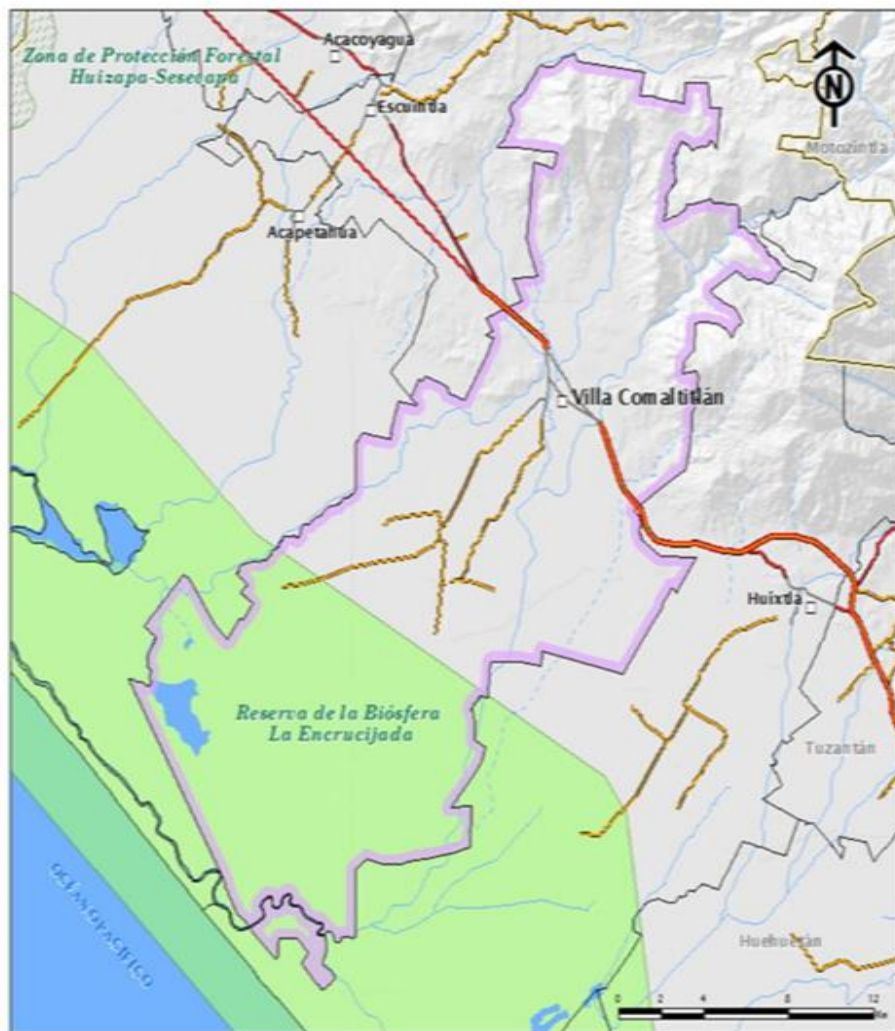 Acacoyagua
Zona de Protección Forestal
Huizapa-Sesecapa
N
Escuintla
Motozintla
Acapetahua
Villa Comaltitlán
Huixtla
Reserva de la Biósfera
La Encrucijada
Tuzantán
OCÉANO PACÍFICO
Huehuetán
0 2 4 8 12
Km